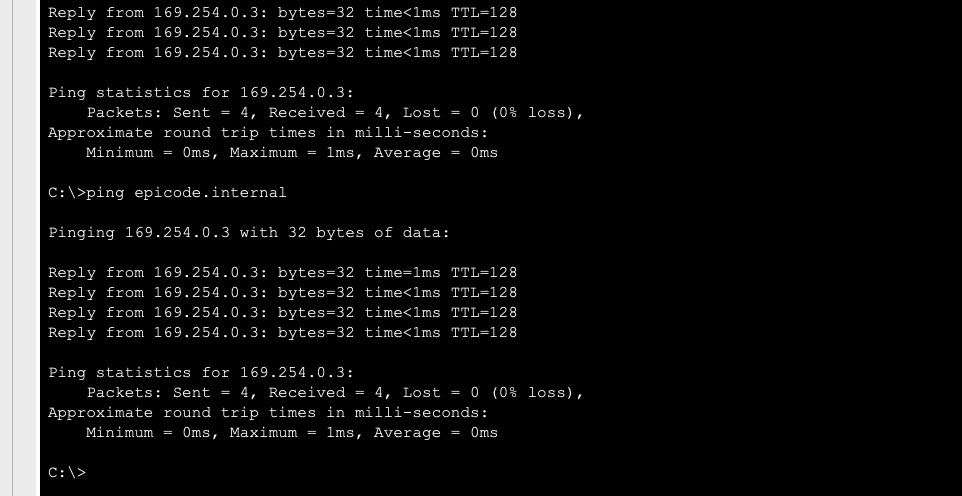 Reply from 169.254.0.3: bytes=32 time<1ms TTL=128
Reply from 169.254.0.3: bytes=32 time<1ms TTL=128
Reply from 169.254.0.3: bytes=32 time<1ms TTL=128
Ping statistics for 169.254.0.3:
    Packets: Sent = 4, Received = 4, Lost = 0 (0% loss),
Approximate round trip times in milli-seconds:
    Minimum = 0ms, Maximum = 1ms, Average = 0ms
C:\>ping epicode.internal
Pinging 169.254.0.3 with 32 bytes of data:
Reply from 169.254.0.3: bytes=32 time=1ms TTL=128
Reply from 169.254.0.3: bytes=32 time<1ms TTL=128
Reply from 169.254.0.3: bytes=32 time<1ms TTL=128
Reply from 169.254.0.3: bytes=32 time<1ms TTL=128
Ping statistics for 169.254.0.3:
    Packets: Sent = 4, Received = 4, Lost = 0 (0% loss),
Approximate round trip times in milli-seconds:
    Minimum = 0ms, Maximum = 1ms, Average = 0ms
C:\>